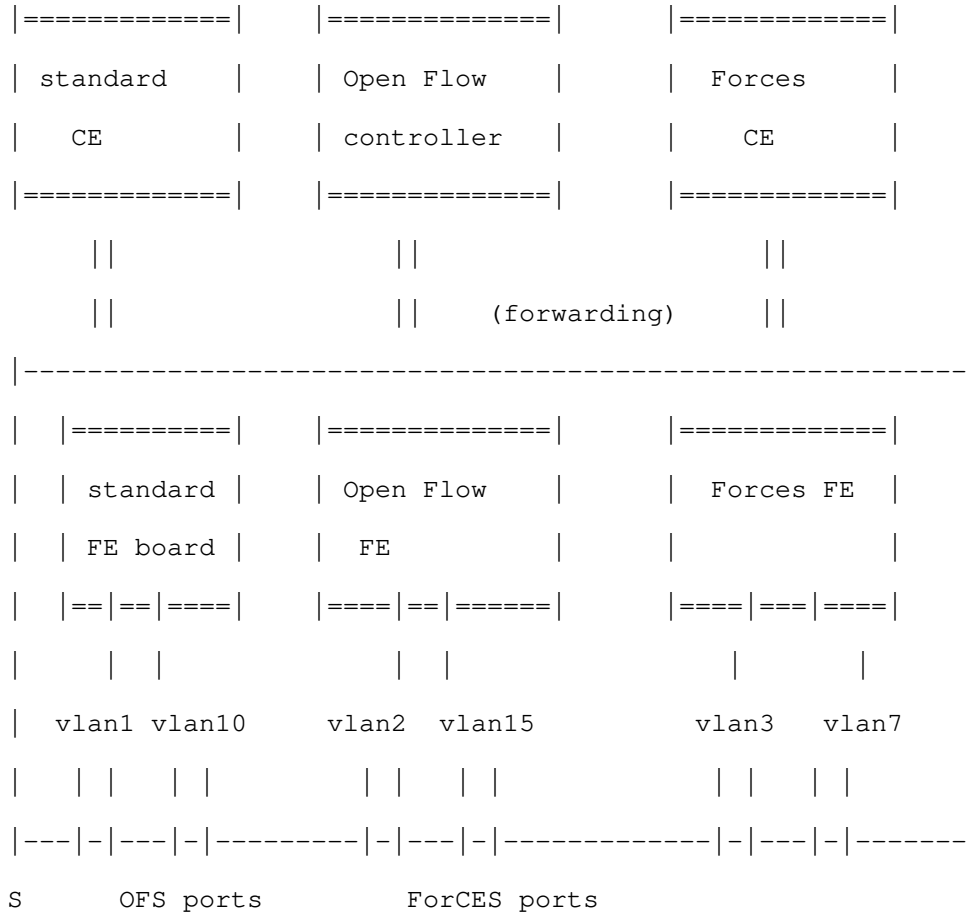 |=============|    |==============|      |=============|
| standard    |    | Open Flow    |      |  Forces     |
|   CE        |    | controller   |      |    CE       |
|=============|    |==============|      |=============|
     ||                 ||                     ||
     ||                 ||   (forwarding)      ||
|-----------------------------------------------------------
|  |==========|    |==============|      |=============|
|  | standard |    | Open Flow    |      |  Forces FE  |
|  | FE board |    |  FE          |      |             |
|  |==|==|====|    |====|==|======|      |====|===|====|
|     |  |              |  |                 |       |
|  vlan1 vlan10     vlan2  vlan15          vlan3   vlan7
|   | |   | |         | |   | |             | |   | |
|---|-|---|-|---------|-|---|-|-------------|-|---|-|-------
S      OFS ports         ForCES ports